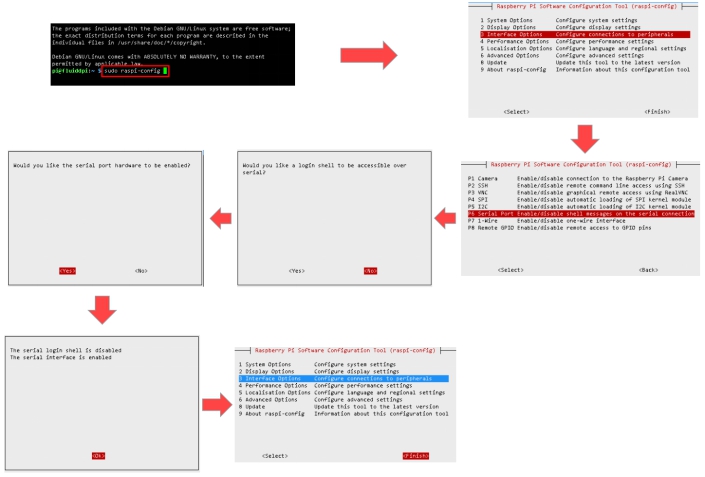 The programs included with the Debian GNU/Linux system are free software;
the exact distribution terms for each program are described in the
individual files in /usr/share/doc/*/copyright.
Debian GNU/Linux comes with ABSOLUTELY NO WARRANTY, to the extent
permitted by applicable law.
pi@fluiddpi:~ $ sudo raspi-config
Raspberry Pi Software Configuration Tool (raspi-config)
1 System Options Configure system settings
2 Display Options Configure display settings
3 Interface Options Configure connections to peripherals
4 Performance Options Configure performance settings
5 Localisation Options Configure language and regional settings
6 Advanced Options Configure advanced settings
8 Update Update this tool to the latest version
9 About raspi-config Information about this configuration tool
<Select> <Finish>
Raspberry Pi Software Configuration Tool (raspi-config)
P1 Camera Enable/disable connection to the Raspberry Pi Camera
P2 SSH Enable/disable remote command line access using SSH
P3 VNC Enable/disable graphical remote access using RealVNC
P4 SPI Enable/disable automatic loading of SPI kernel module
P5 I2C Enable/disable automatic loading of I2C kernel module
P6 Serial Port Enable/disable shell messages on the serial connection
P7 1-Wire Enable/disable one-wire interface
P8 Remote GPIO Enable/disable remote access to GPIO pins
<Select> <Back>
Would you like a login shell to be accessible over
serial?
<Yes> <No>
Would you like the serial port hardware to be enabled?
<Yes> <No>
The serial login shell is disabled
The serial interface is enabled
<Ok>
Raspberry Pi Software Configuration Tool (raspi-config)
1 System Options Configure system settings
2 Display Options Configure display settings
3 Interface Options Configure connections to peripherals
4 Performance Options Configure performance settings
5 Localisation Options Configure language and regional settings
6 Advanced Options Configure advanced settings
8 Update Update this tool to the latest version
9 About raspi-config Information about this configuration tool
<Select> <Finish>